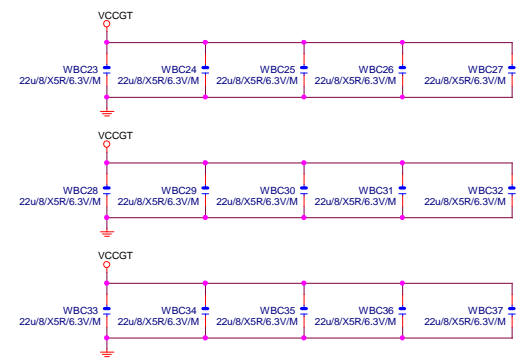 VCCGT
WBC23 WBC24 WBC25 WBC26 WBC27
22u/8/X5R/6.3V/M 22u/8/X5R/6.3V/M 22u/8/X5R/6.3V/M 22u/8/X5R/6.3V/M 22u/8/X5R/6.3V/M
VCCGT
WBC28 WBC29 WBC30 WBC31 WBC32
22u/8/X5R/6.3V/M 22u/8/X5R/6.3V/M 22u/8/X5R/6.3V/M 22u/8/X5R/6.3V/M 22u/8/X5R/6.3V/M
VCCGT
WBC33 WBC34 WBC35 WBC36 WBC37
22u/8/X5R/6.3V/M 22u/8/X5R/6.3V/M 22u/8/X5R/6.3V/M 22u/8/X5R/6.3V/M 22u/8/X5R/6.3V/M